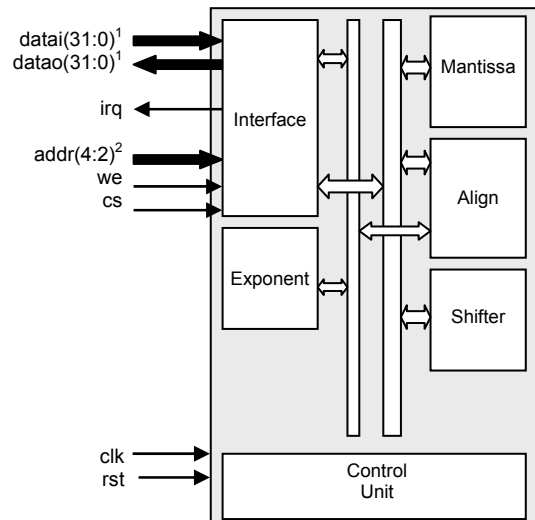 datai(31:0)¹
datao(31:0)¹
irq
addr(4:2)²
we
cs
clk
rst
Interface
Exponent
Mantissa
Align
Shifter
Control
Unit